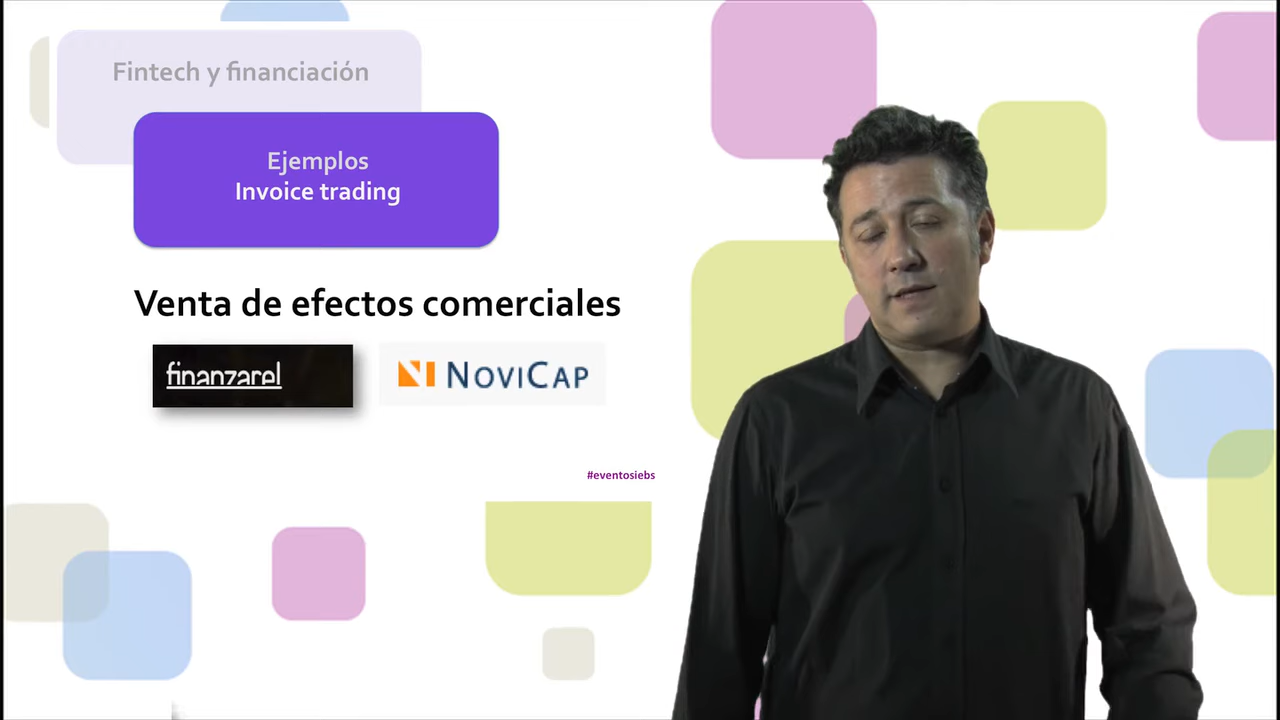 Fintech y financiación
Ejemplos
Invoice trading
Venta de efectos comerciales
finanzarel
NOVICAP
#eventosiebs